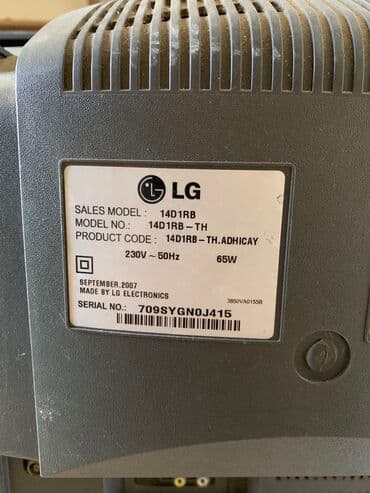 LG
SALES MODEL : 14D1RB
MODEL NO.: 14D1RB-TH
PRODUCT CODE : 14D1RB-TH.ADHICAY
230V ~ 50Hz 65W
SEPTEMBER.2007
MADE BY LG ELECTRONICS
3850VA0155B
SERIAL NO.: 709SYGN0J415